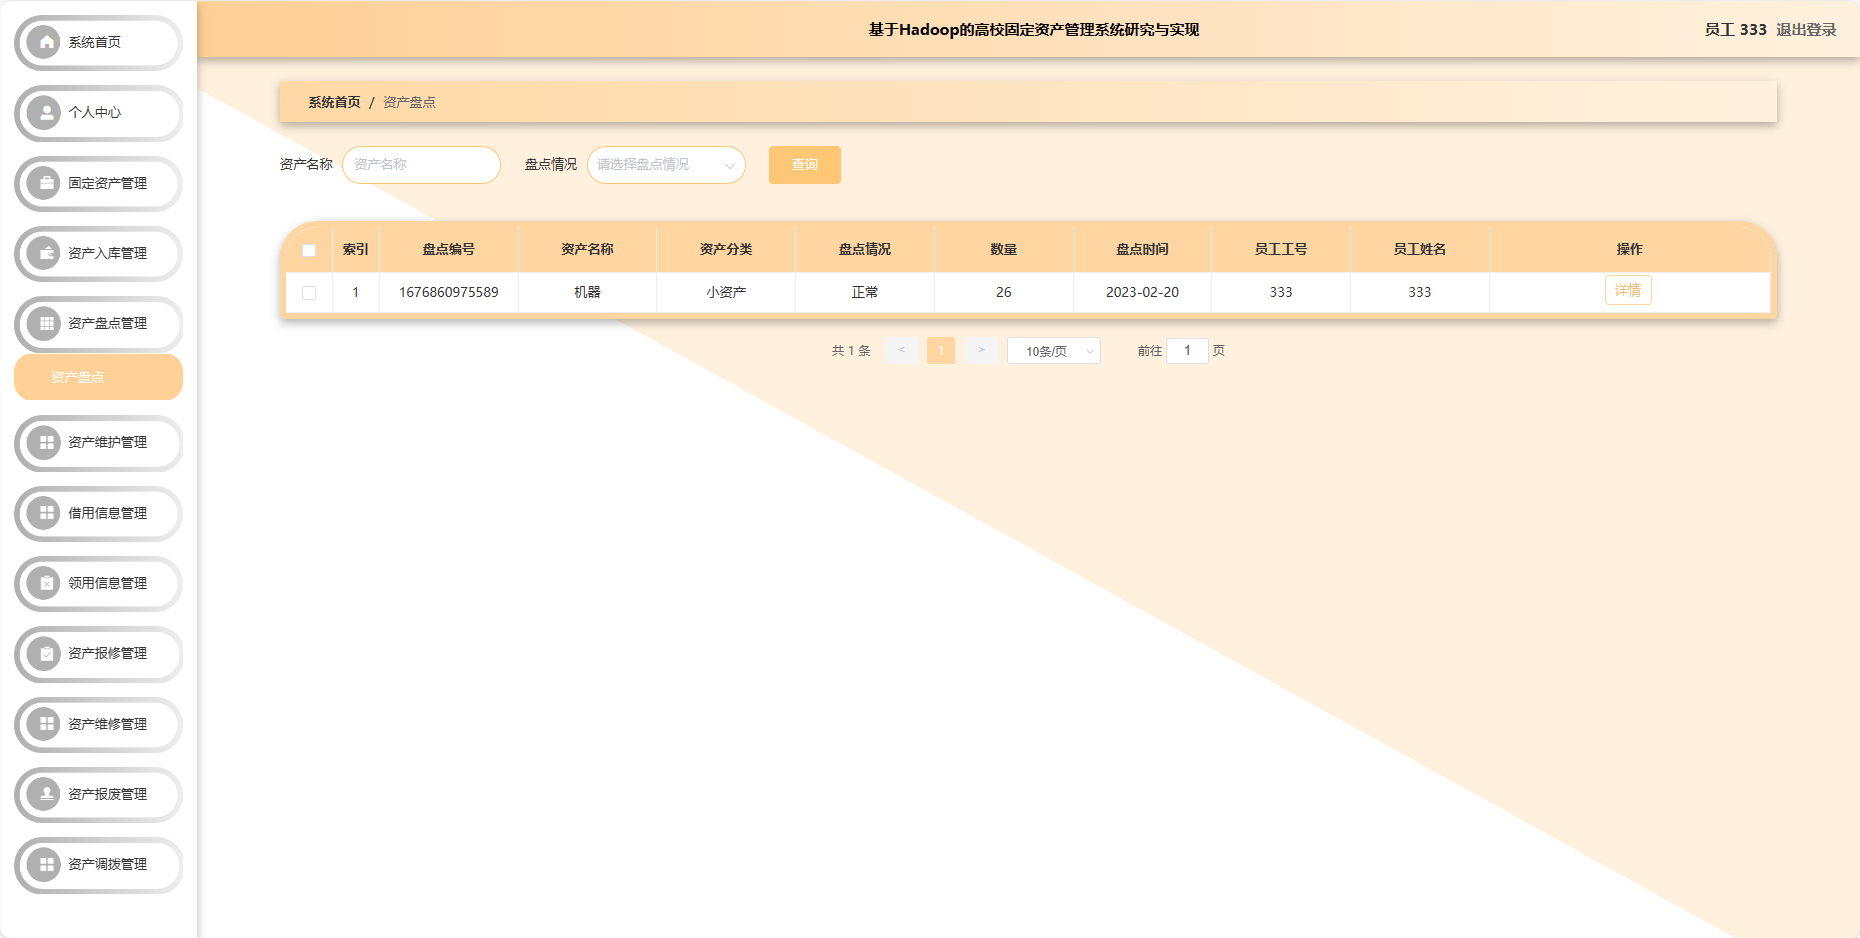 基于Hadoop的高校固定资产管理系统研究与实现
员工 333 退出登录
系统首页
个人中心
固定资产管理
资产入库管理
资产盘点管理
资产盘点
资产维护管理
借用信息管理
领用信息管理
资产报修管理
资产维修管理
资产报废管理
资产调拨管理
系统首页 / 资产盘点
资产名称 资产名称 盘点情况 请选择盘点情况 查询
索引 盘点编号 资产名称 资产分类 盘点情况 数量 盘点时间 员工工号 员工姓名 操作
1 1676860975589 机器 小资产 正常 26 2023-02-20 333 333 详情
共 1 条 < 1 > 10条/页 前往 1 页